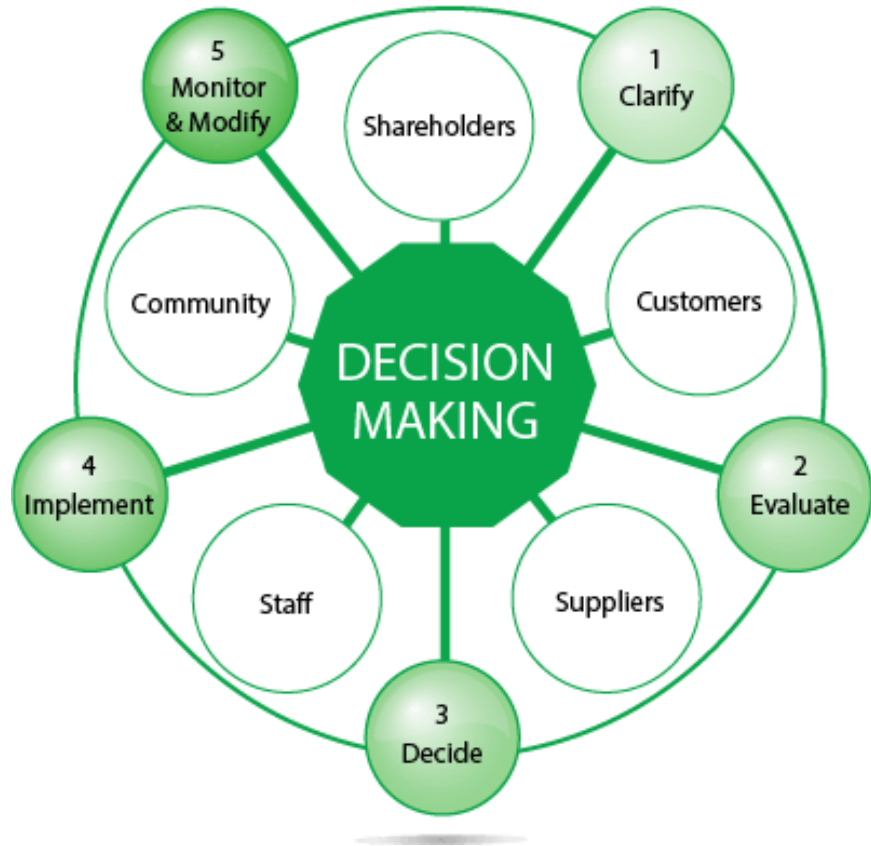 5
Monitor
& Modify
Shareholders
1
Clarify
Community
Customers
DECISION
MAKING
4
Implement
2
Evaluate
Staff
Suppliers
3
Decide